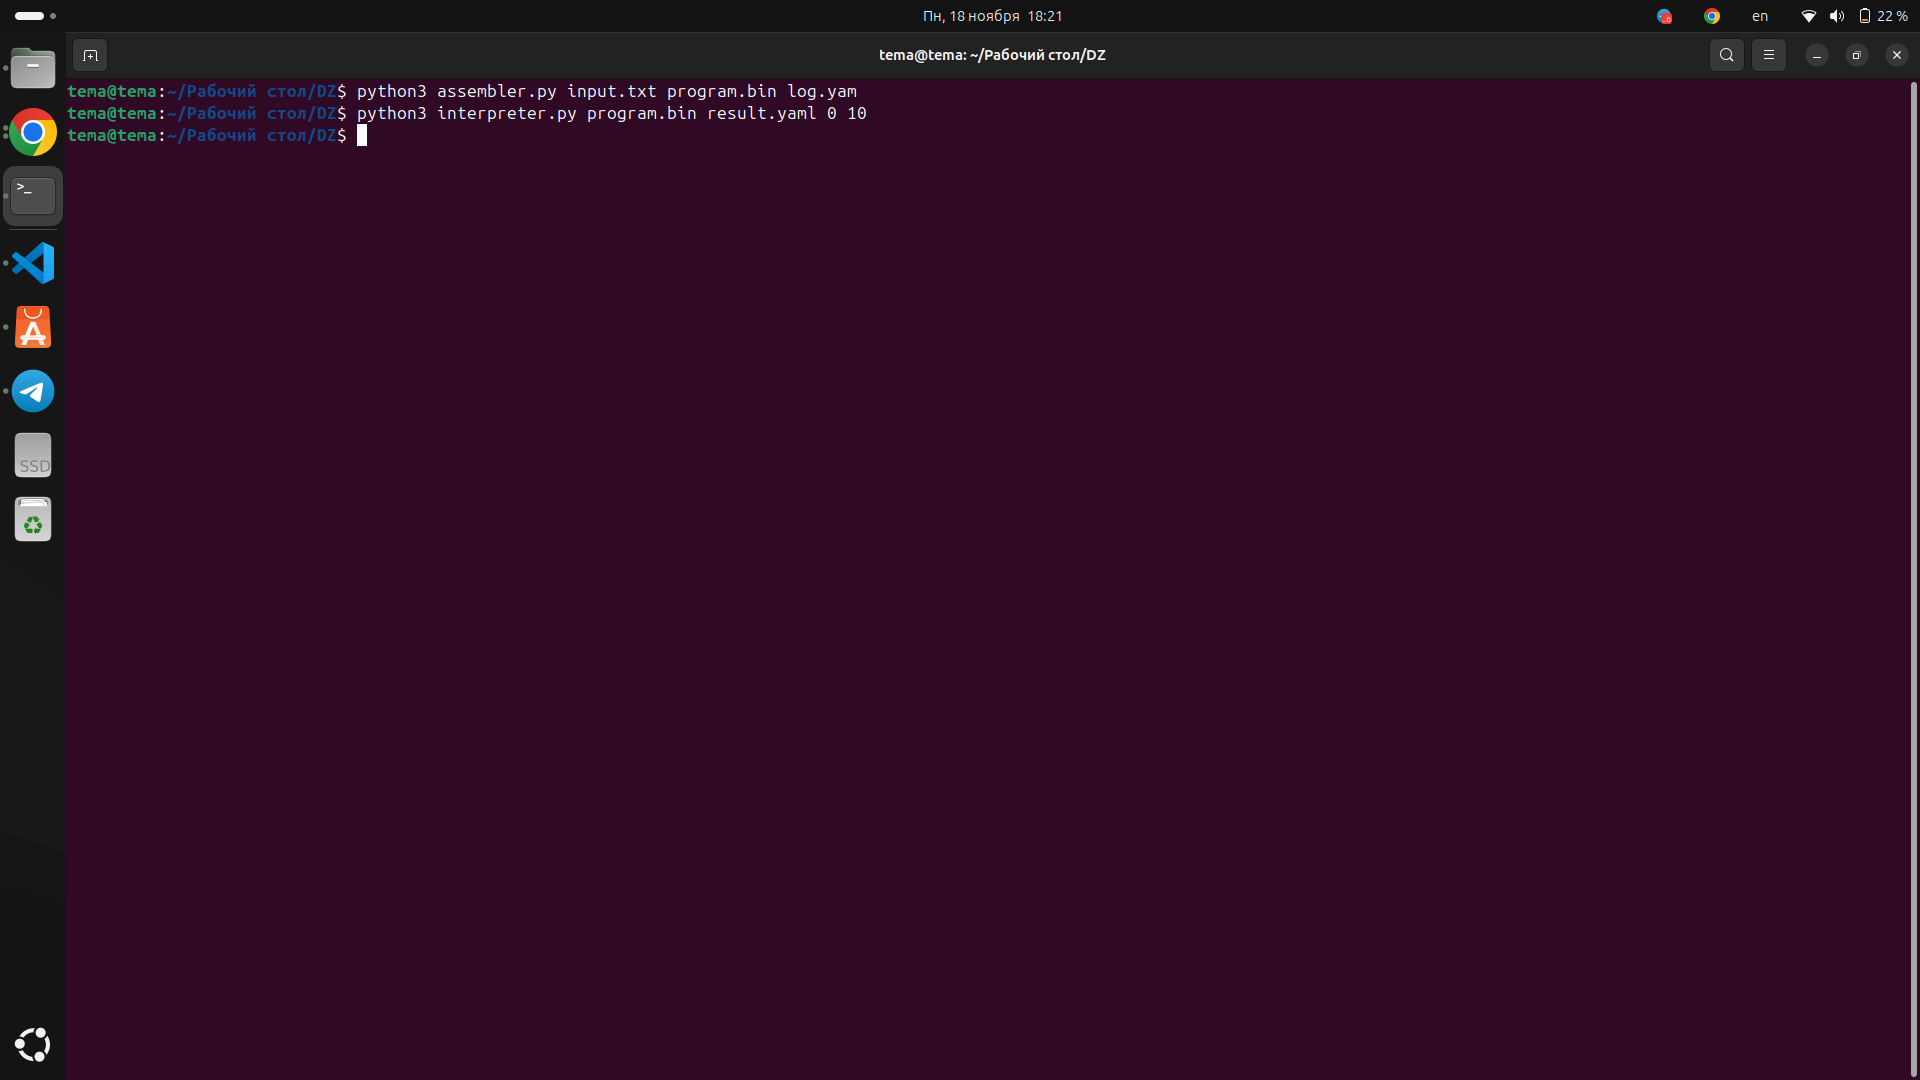 Пн, 18 ноября 18:21
en
22 %
tema@tema: ~/Рабочий стол/DZ
tema@tema:~/Рабочий стол/DZ$ python3 assembler.py input.txt program.bin log.yam
tema@tema:~/Рабочий стол/DZ$ python3 interpreter.py program.bin result.yaml 0 10
tema@tema:~/Рабочий стол/DZ$
>_
SSD